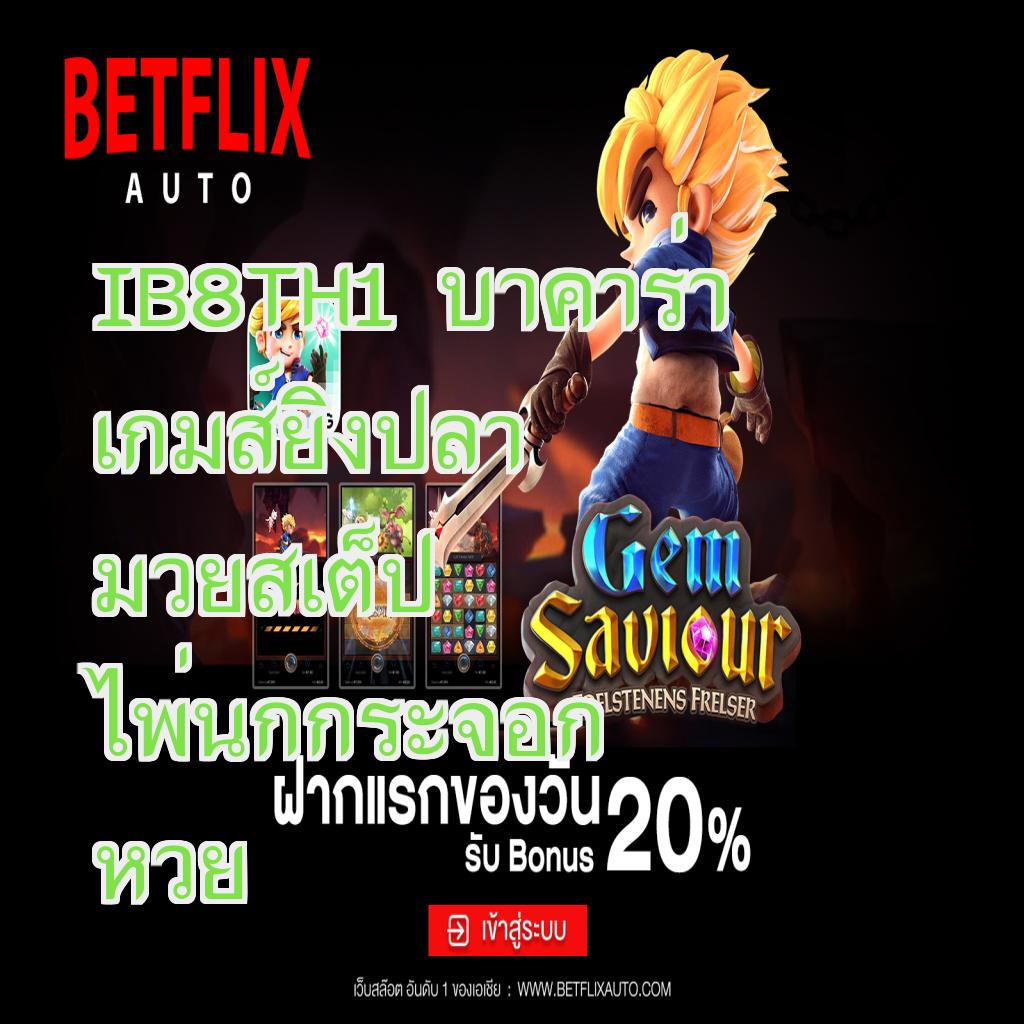 BETFLIX
AUTO
IB8TH1 บาคาร่า
เกมส์ยิงปลา
มวยสเต็ป
ไพ่นกกระจอก
หวย
Gem
Saviour
FRELSER
ฝากแรกของวัน
20%
รับ Bonus
เข้าสู่ระบบ
เว็บสล๊อต อันดับ 1 ของเอเชีย : WWW.BETFLIXAUTO.COM